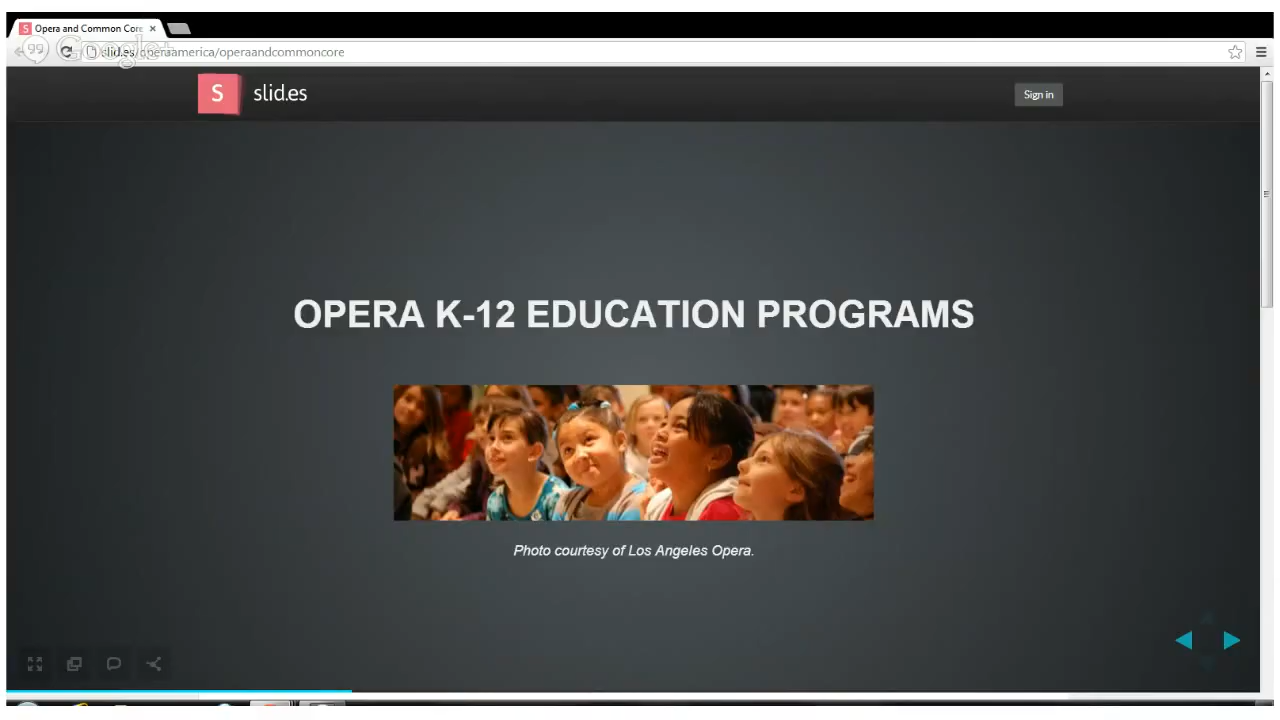 Opera and Common Core
Google+
slid.es/operaamerica/operaandcommoncore
S
slid.es
Sign in
OPERA K-12 EDUCATION PROGRAMS
Photo courtesy of Los Angeles Opera.